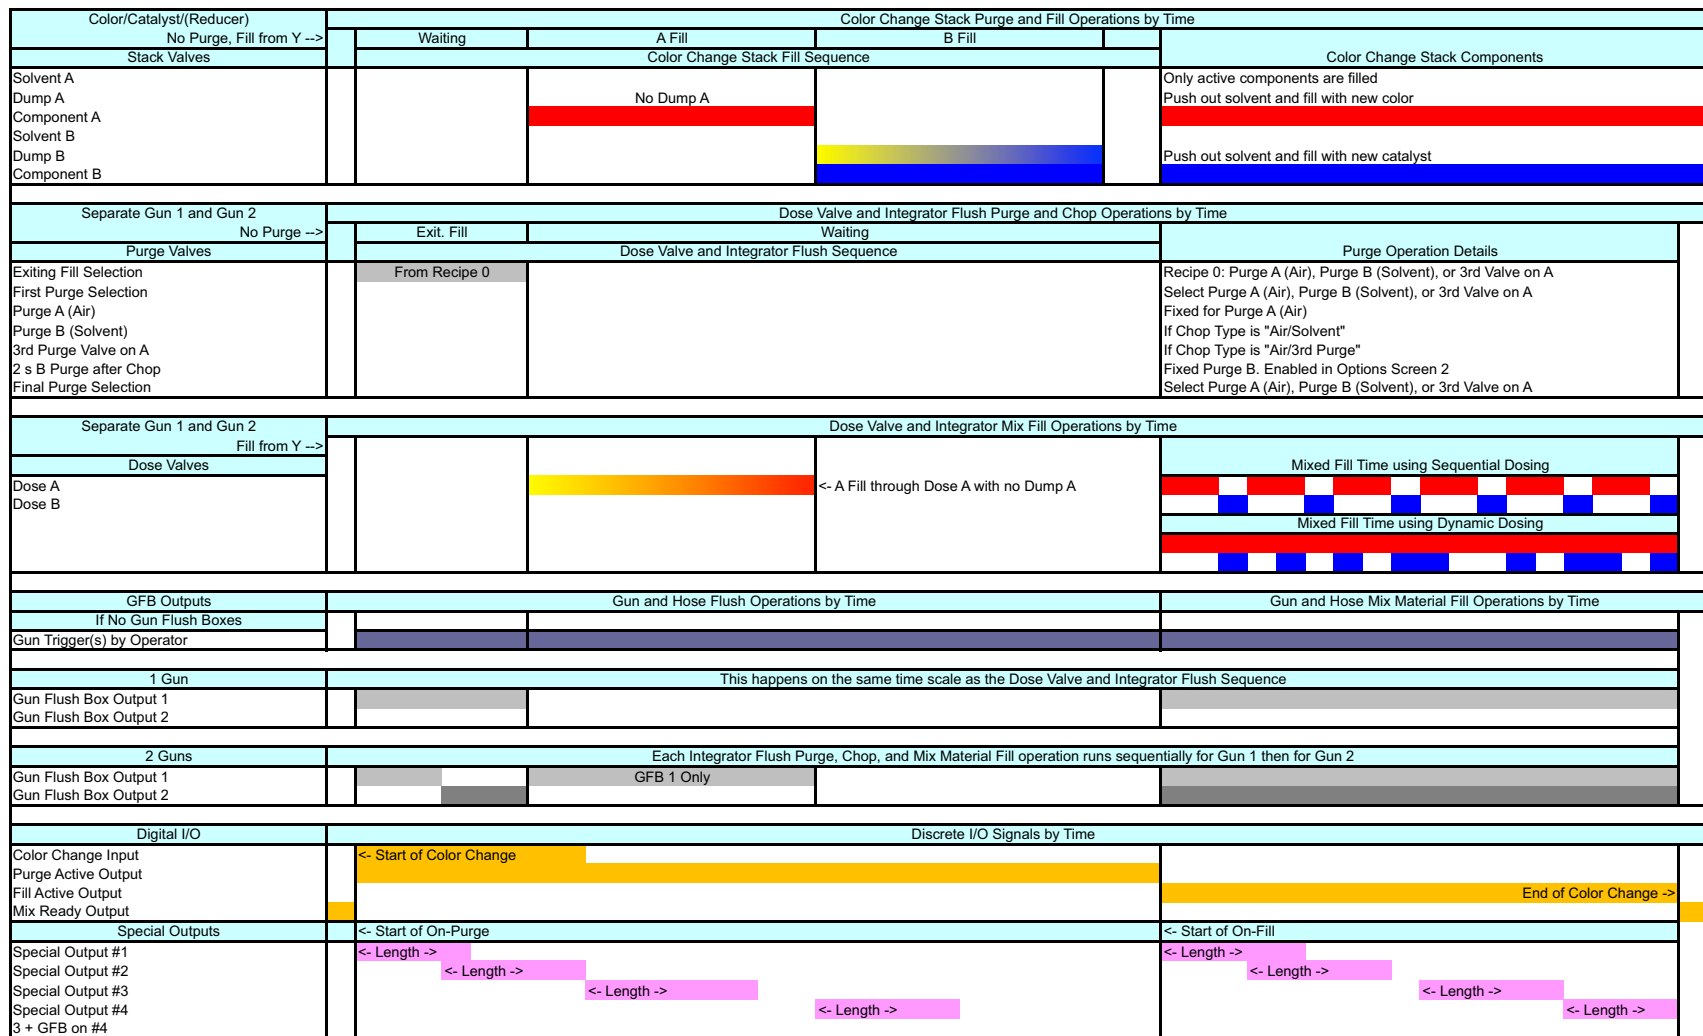 Color/Catalyst/(Reducer)
Color Change Stack Purge and Fill Operations by Time
No Purge, Fill from Y -->
Waiting
A Fill
B Fill
Stack Valves
Color Change Stack Fill Sequence
Color Change Stack Components
Solvent A
Only active components are filled
Dump A
No Dump A
Push out solvent and fill with new color
Component A
Solvent B
Dump B
Push out solvent and fill with new catalyst
Component B
Separate Gun 1 and Gun 2
Dose Valve and Integrator Flush Purge and Chop Operations by Time
No Purge -->
Exit. Fill
Waiting
Purge Valves
Dose Valve and Integrator Flush Sequence
Purge Operation Details
Exiting Fill Selection
From Recipe 0
Recipe 0: Purge A (Air), Purge B (Solvent), or 3rd Valve on A
First Purge Selection
Select Purge A (Air), Purge B (Solvent), or 3rd Valve on A
Purge A (Air)
Fixed for Purge A (Air)
Purge B (Solvent)
If Chop Type is "Air/Solvent"
3rd Purge Valve on A
If Chop Type is "Air/3rd Purge"
2 s B Purge after Chop
Fixed Purge B. Enabled in Options Screen 2
Final Purge Selection
Select Purge A (Air), Purge B (Solvent), or 3rd Valve on A
Separate Gun 1 and Gun 2
Dose Valve and Integrator Mix Fill Operations by Time
Fill from Y -->
Dose Valves
Mixed Fill Time using Sequential Dosing
Dose A
<- A Fill through Dose A with no Dump A
Dose B
Mixed Fill Time using Dynamic Dosing
GFB Outputs
Gun and Hose Flush Operations by Time
Gun and Hose Mix Material Fill Operations by Time
If No Gun Flush Boxes
Gun Trigger(s) by Operator
1 Gun
This happens on the same time scale as the Dose Valve and Integrator Flush Sequence
Gun Flush Box Output 1
Gun Flush Box Output 2
2 Guns
Each Integrator Flush Purge, Chop, and Mix Material Fill operation runs sequentially for Gun 1 then for Gun 2
Gun Flush Box Output 1
GFB 1 Only
Gun Flush Box Output 2
Digital I/O
Discrete I/O Signals by Time
Color Change Input
<- Start of Color Change
Purge Active Output
Fill Active Output
End of Color Change ->
Mix Ready Output
Special Outputs
<- Start of On-Purge
<- Start of On-Fill
Special Output #1
<- Length ->
<- Length ->
Special Output #2
<- Length ->
<- Length ->
Special Output #3
<- Length ->
<- Length ->
Special Output #4
<- Length ->
<- Length ->
3 + GFB on #4